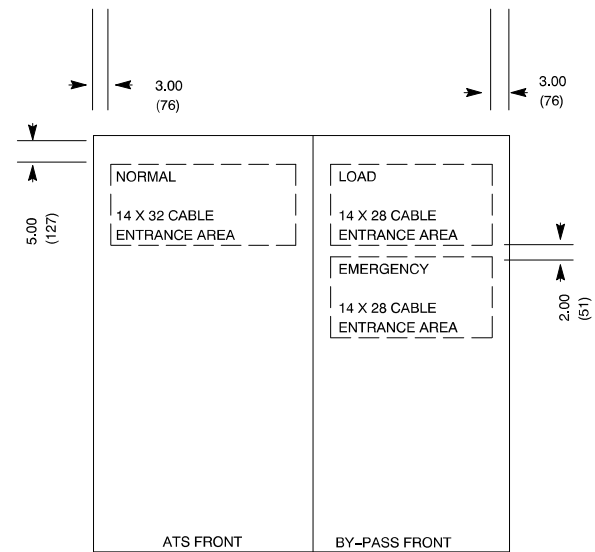 3.00
(76)
3.00
(76)
5.00
(127)
NORMAL
14 X 32 CABLE
ENTRANCE AREA
LOAD
14 X 28 CABLE
ENTRANCE AREA
EMERGENCY
14 X 28 CABLE
ENTRANCE AREA
2.00
(51)
ATS FRONT
BY-PASS FRONT